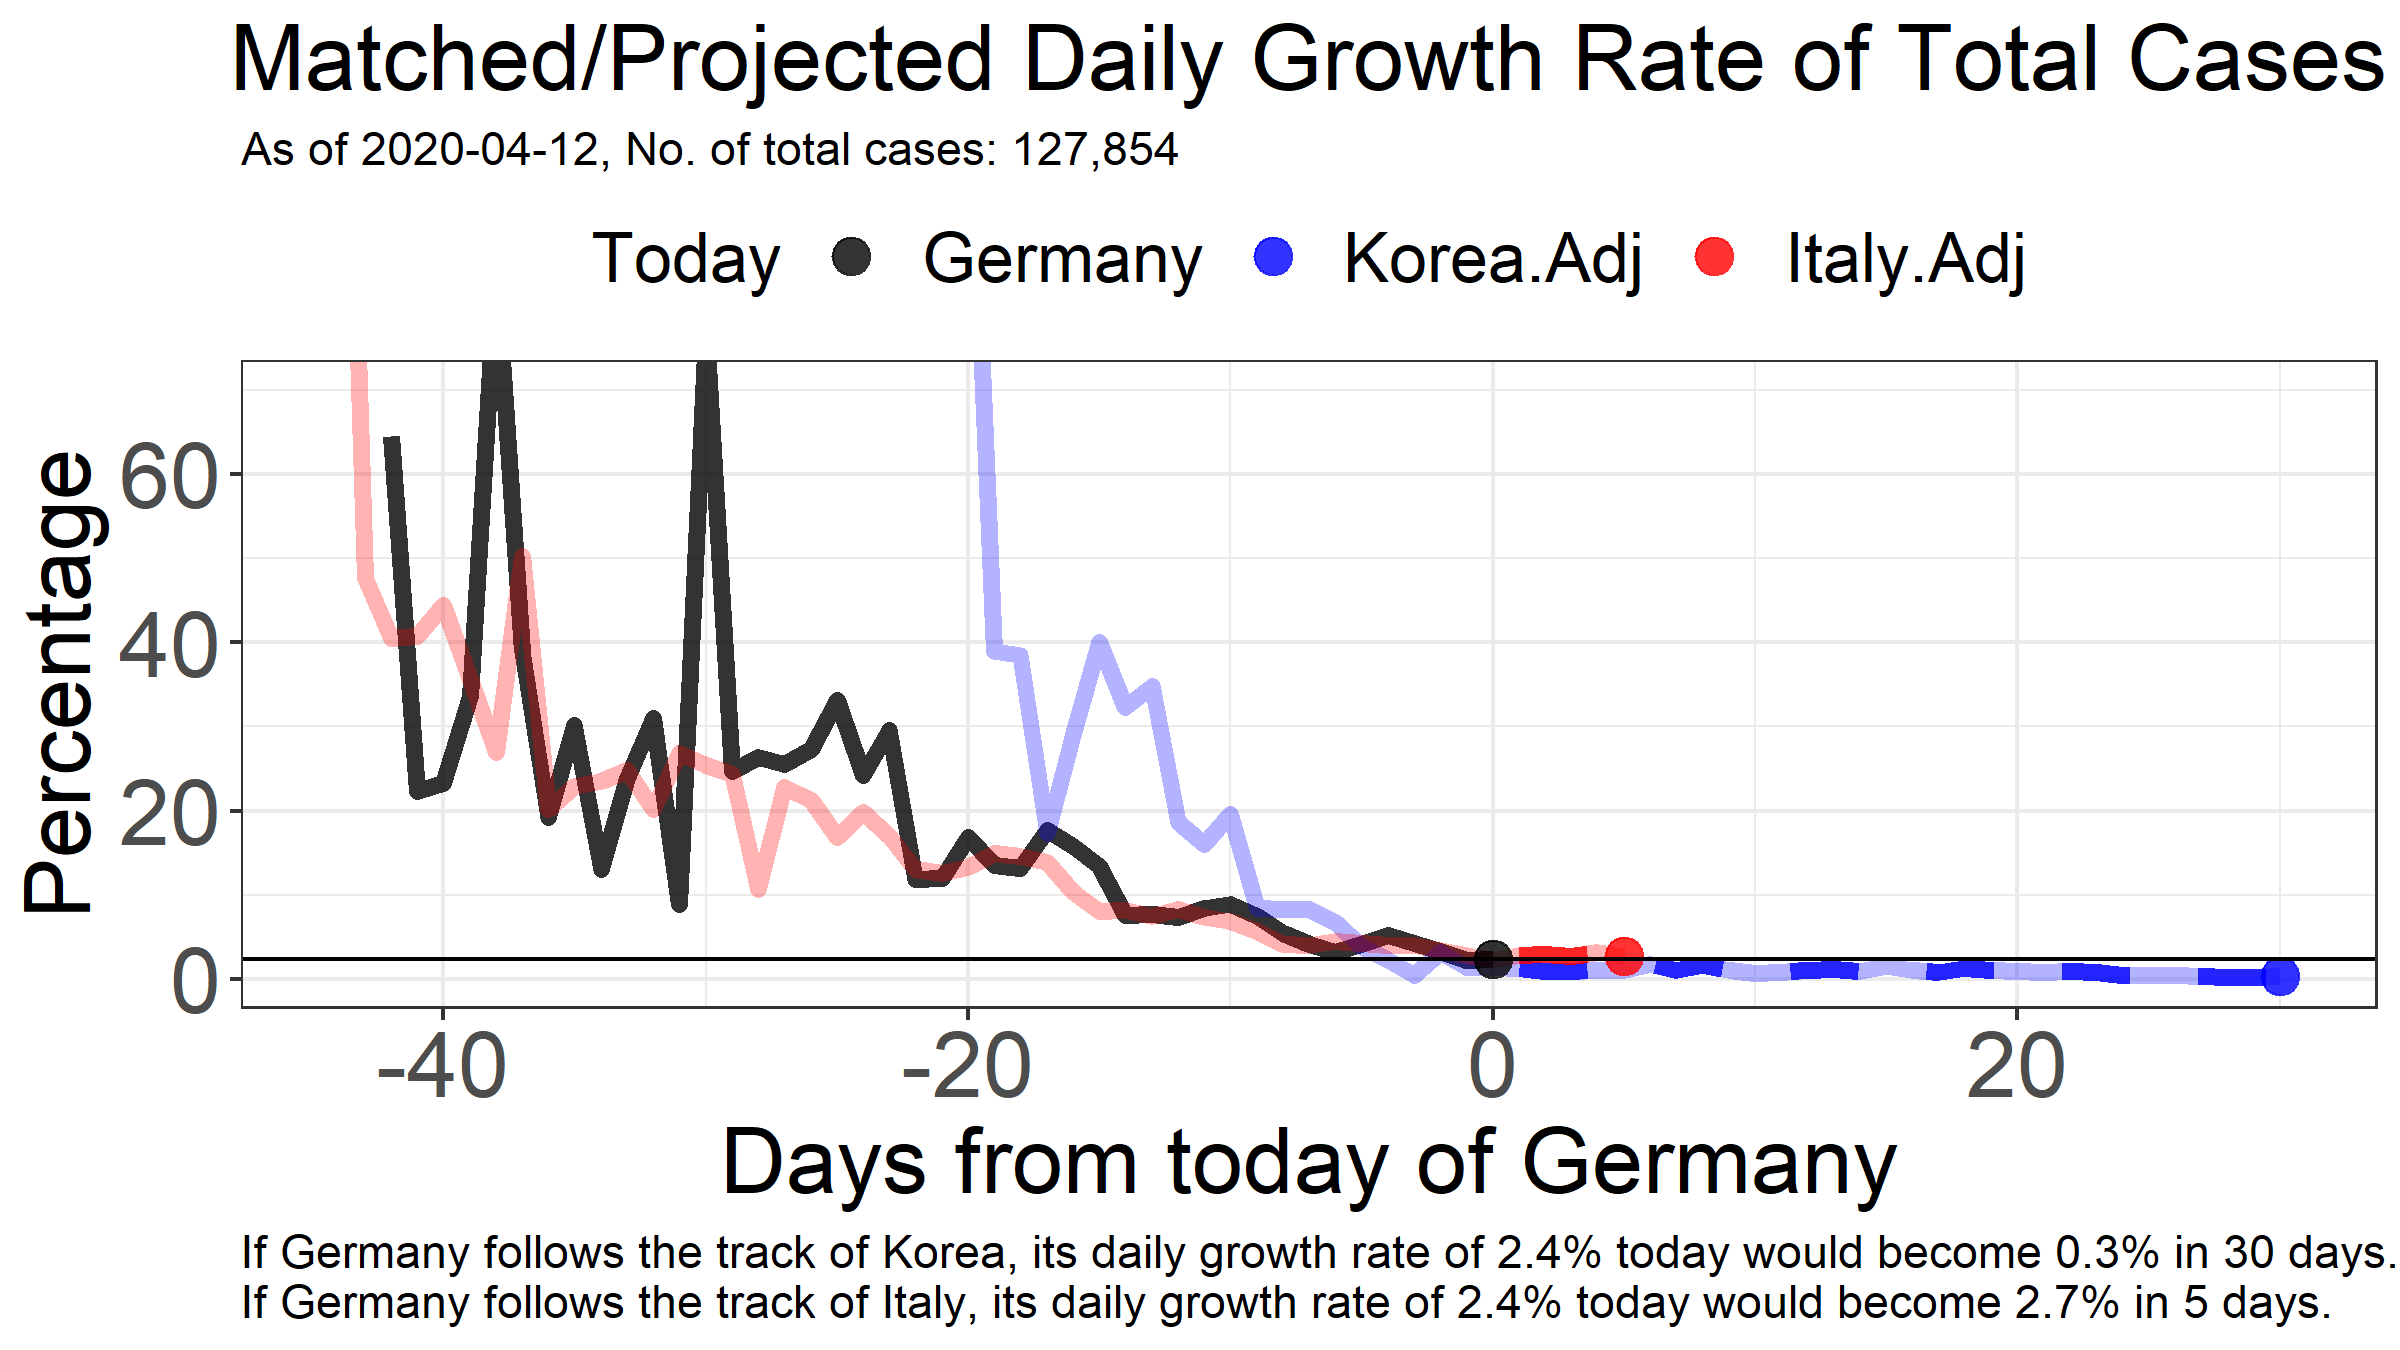 Matched/Projected Daily Growth Rate of Total Cases
As of 2020-04-12, No. of total cases: 127,854
Today Germany Korea.Adj Italy.Adj
Percentage
60
40
20
0
-40 -20 0 20
Days from today of Germany
If Germany follows the track of Korea, its daily growth rate of 2.4% today would become 0.3% in 30 days.
If Germany follows the track of Italy, its daily growth rate of 2.4% today would become 2.7% in 5 days.